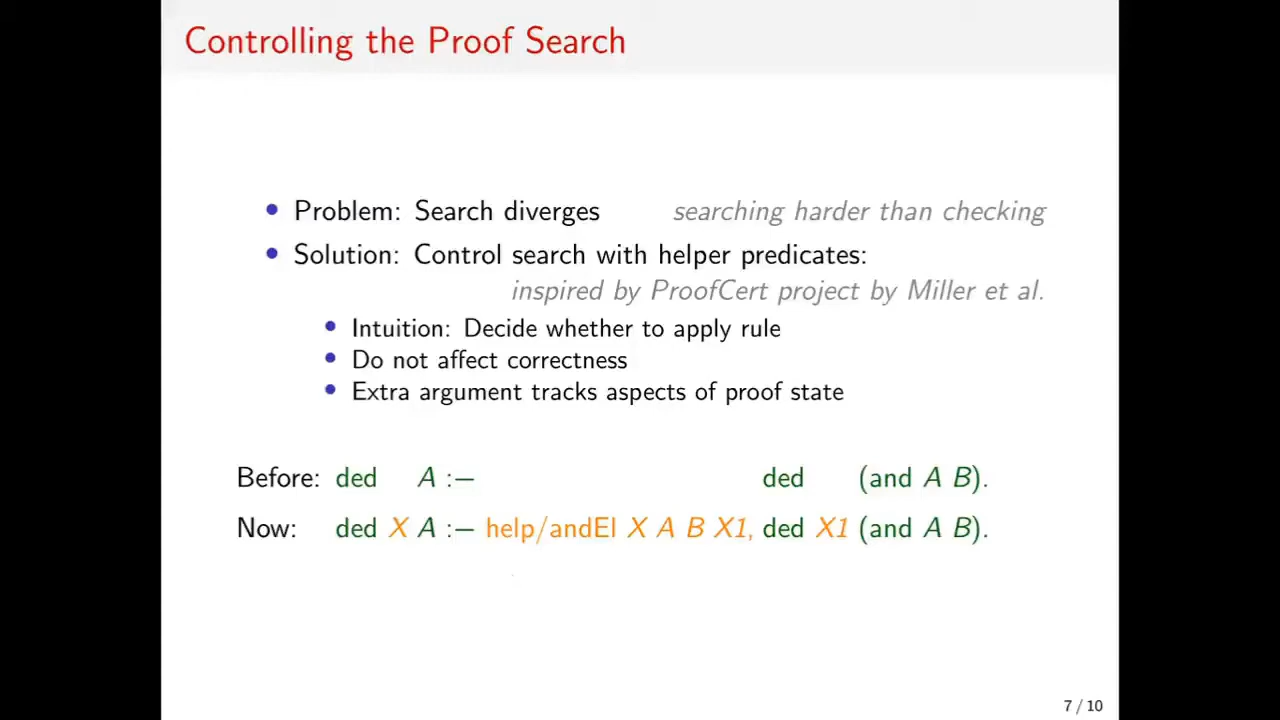 Controlling the Proof Search
• Problem: Search diverges searching harder than checking
• Solution: Control search with helper predicates:
inspired by ProofCert project by Miller et al.
• Intuition: Decide whether to apply rule
• Do not affect correctness
• Extra argument tracks aspects of proof state
Before: ded A :− ded (and A B).
Now: ded X A :− help/andEl X A B X1, ded X1 (and A B).
7 / 10